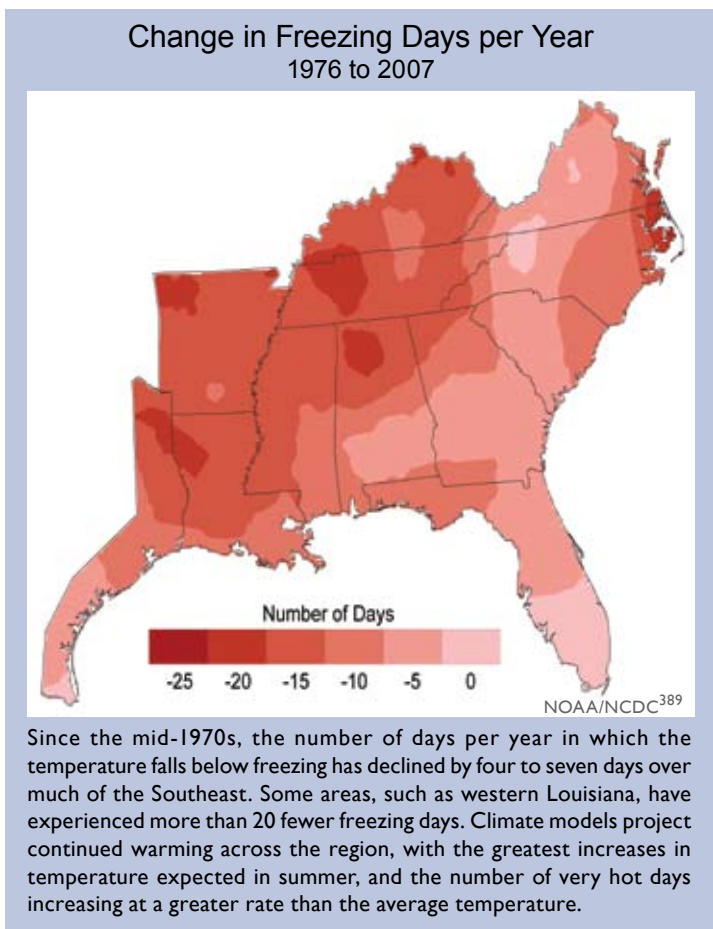 Change in Freezing Days per Year
1976 to 2007
Number of Days
-25 -20 -15 -10 -5 0
NOAA/NCDC389
Since the mid-1970s, the number of days per year in which the
temperature falls below freezing has declined by four to seven days over
much of the Southeast. Some areas, such as western Louisiana, have
experienced more than 20 fewer freezing days. Climate models project
continued warming across the region, with the greatest increases in
temperature expected in summer, and the number of very hot days
increasing at a greater rate than the average temperature.